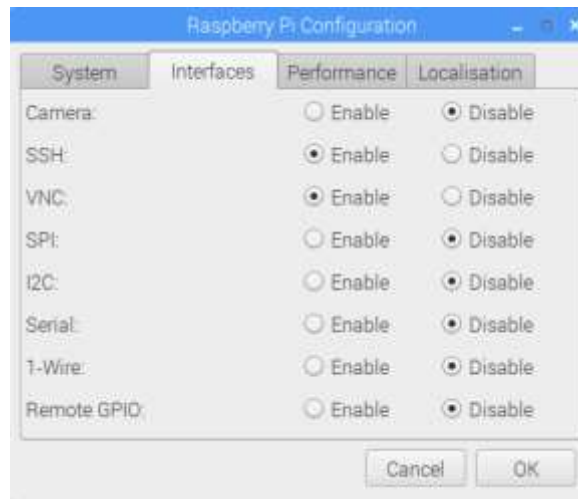 Raspberry Pi Configuration
System Interfaces Performance Localisation
Camera: Enable Disable
SSH: Enable Disable
VNC: Enable Disable
SPI: Enable Disable
I2C: Enable Disable
Serial: Enable Disable
1-Wire: Enable Disable
Remote GPIO: Enable Disable
Cancel OK